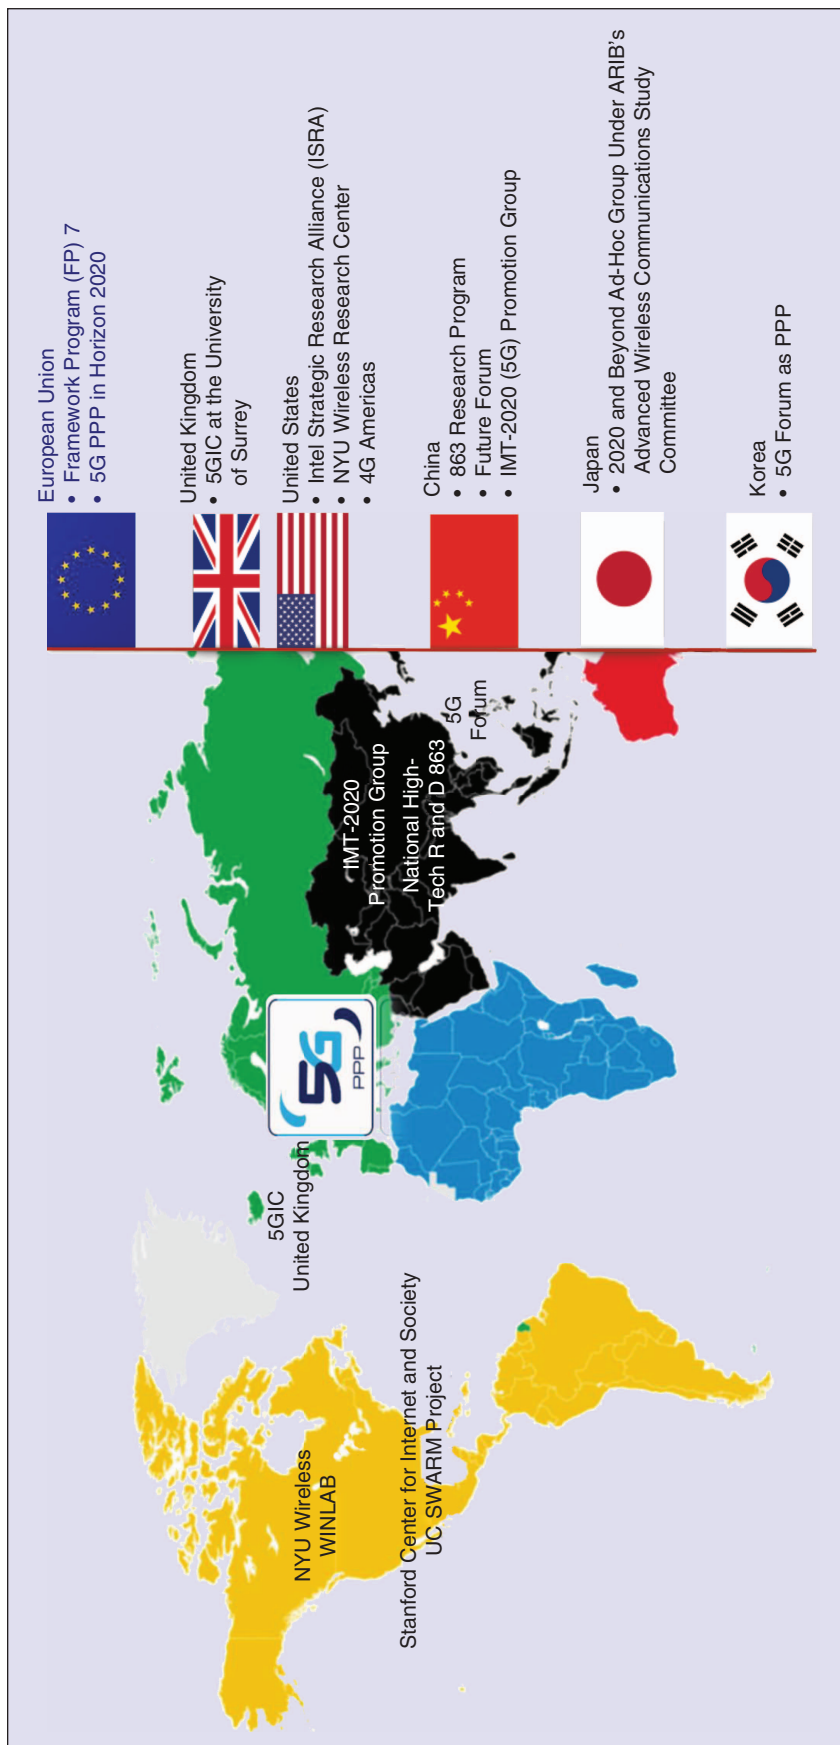 NYU Wireless
WINLAB
Stanford Center for Internet and Society
UC SWARM Project
5GIC
United Kingdom
5G
PPP
IMT-2020
Promotion Group
National High-
Tech R and D 863
5G
Forum
European Union
• Framework Program (FP) 7
• 5G PPP in Horizon 2020
United Kingdom
• 5GIC at the University
of Surrey
United States
• Intel Strategic Research Alliance (ISRA)
• NYU Wireless Research Center
• 4G Americas
China
• 863 Research Program
• Future Forum
• IMT-2020 (5G) Promotion Group
Japan
• 2020 and Beyond Ad-Hoc Group Under ARIB's
Advanced Wireless Communications Study
Committee
Korea
• 5G Forum as PPP